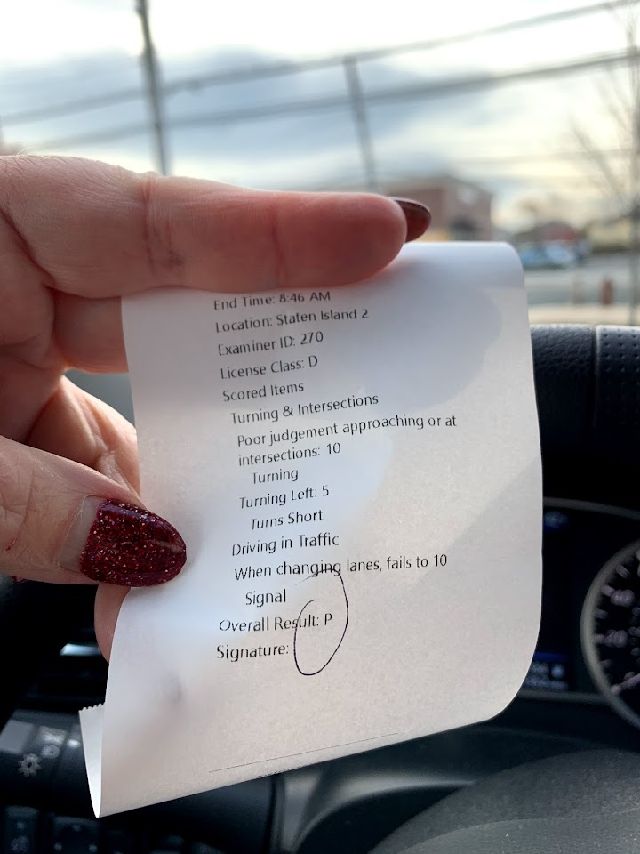 End Time: 8:46 AM
Location: Staten Island 2
Examiner ID: 270
License Class: D
Scored Items
Turning & Intersections
Poor judgement approaching or at
intersections: 10
Turning
Turning Left: 5
Turns Short
Driving in Traffic
When changing lanes, fails to 10
Signal
Overall Result: P
Signature: